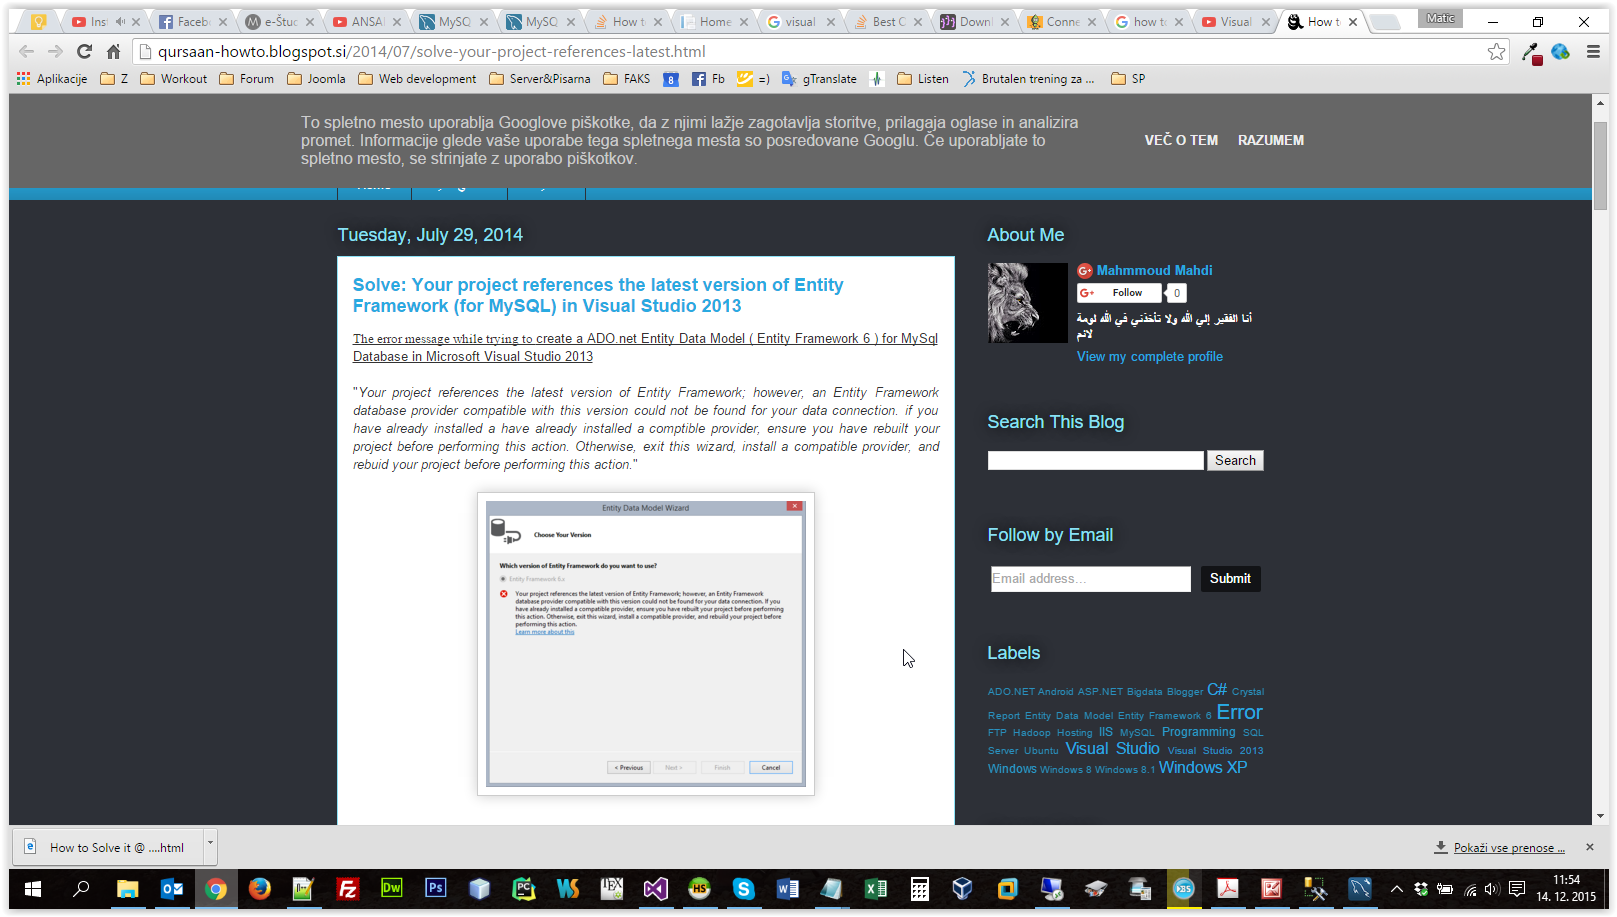 Inst
Faceb
e-Štuc
ANSA
MySQ
MySQ
How t
Home
visual
Best C
Downl
Conne
how to
Visual
How t
Matic
qursaan-howto.blogspot.si/2014/07/solve-your-project-references-latest.html
Aplikacije
Z
Workout
Forum
Joomla
Web development
Server&Pisarna
FAKS
8
Fb
=)
gTranslate
Listen
Brutalen trening za ...
SP
To spletno mesto uporablja Googlove piškotke, da z njimi lažje zagotavlja storitve, prilagaja oglase in analizira
promet. Informacije glede vaše uporabe tega spletnega mesta so posredovane Googlu. Če uporabljate to
spletno mesto, se strinjate z uporabo piškotkov.
VEČ O TEM RAZUMEM
Tuesday, July 29, 2014
Solve: Your project references the latest version of Entity
Framework (for MySQL) in Visual Studio 2013
The error message while trying to create a ADO.net Entity Data Model ( Entity Framework 6 ) for MySql
Database in Microsoft Visual Studio 2013
"Your project references the latest version of Entity Framework; however, an Entity Framework
database provider compatible with this version could not be found for your data connection. if you
have already installed a have already installed a comptible provider, ensure you have rebuilt your
project before performing this action. Otherwise, exit this wizard, install a compatible provider, and
rebuid your project before performing this action."
Entity Data Model Wizard
Choose Your Version
Which version of Entity Framework do you want to use?
Entity Framework 6.x
Your project references the latest version of Entity Framework; however, an Entity Framework
database provider compatible with this version could not be found for your data connection. If you
have already installed a compatible provider, ensure you have rebuilt your project before performing
this action. Otherwise, exit this wizard, install a compatible provider, and rebuild your project before
performing this action.
Learn more about this
< Previous
Next >
Finish
Cancel
About Me
Mahmmoud Mahdi
G+ Follow 0
أنا الفقير إلي الله ولا تأخذني في الله لومة
لائم
View my complete profile
Search This Blog
Search
Follow by Email
Email address...
Submit
Labels
ADO.NET Android ASP.NET Bigdata Blogger C# Crystal
Report Entity Data Model Entity Framework 6 Error
FTP Hadoop Hosting IIS MySQL Programming SQL
Server Ubuntu Visual Studio Visual Studio 2013
Windows Windows 8 Windows 8.1 Windows XP
How to Solve it @ ....html
Pokaži vse prenose ...
11:54
14. 12. 2015